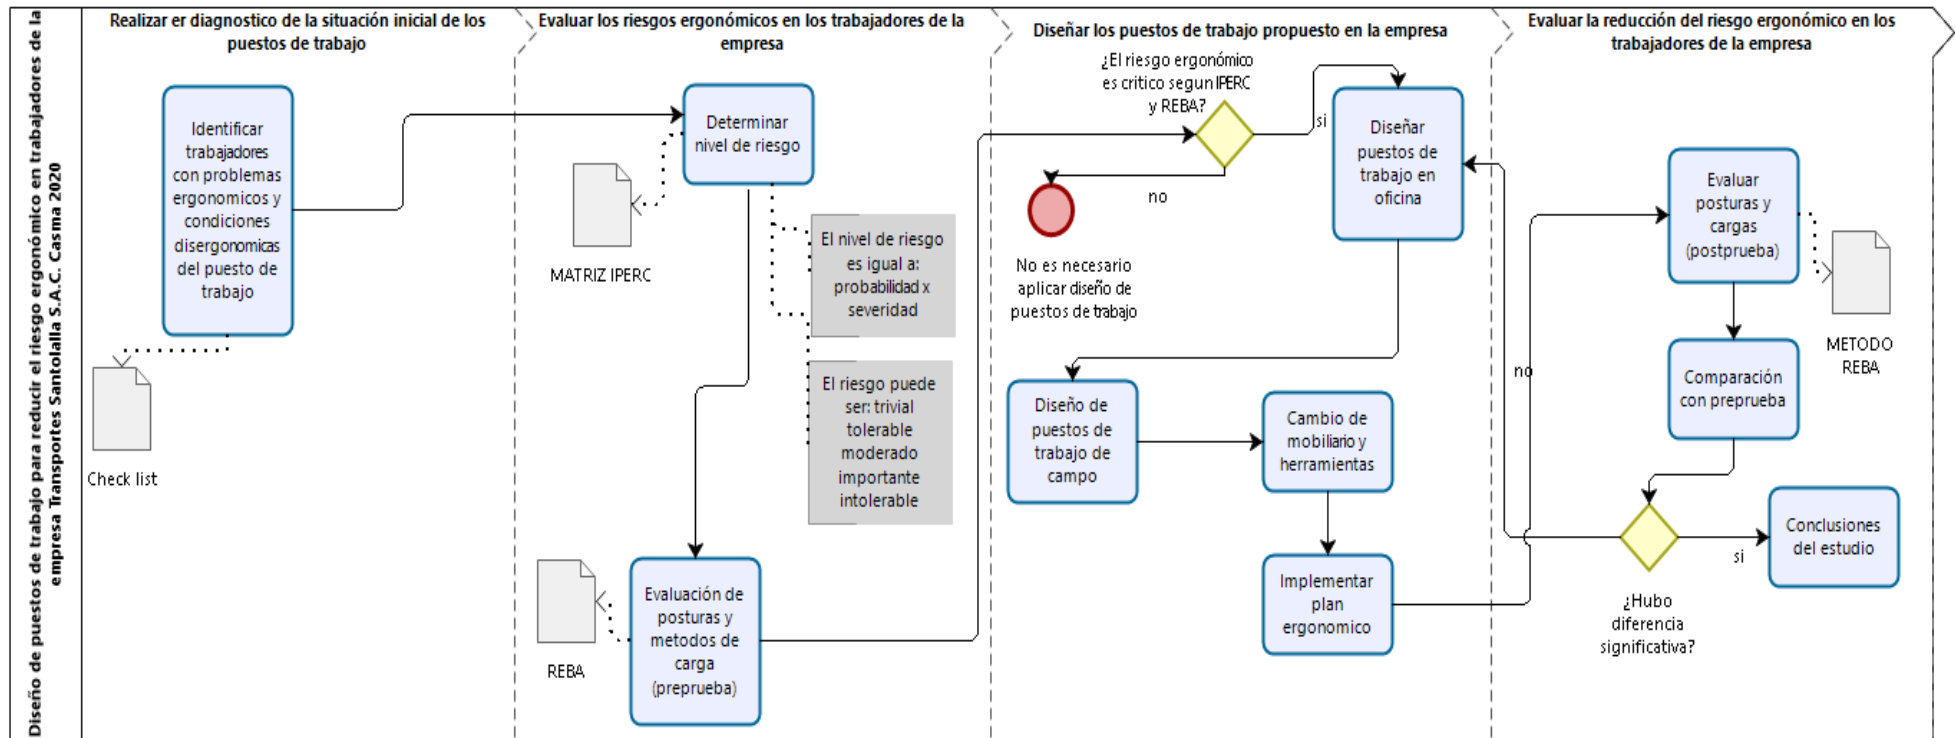 Diseño de puestos de trabajo para reducir el riesgo ergonómico en trabajadores de la
empresa Transportes Santolalla S.A.C. Casma 2020
Realizar er diagnostico de la situación inicial de los
puestos de trabajo
Identificar
trabajadores
con problemas
ergonomicos y
condiciones
disergonomicas
del puesto de
trabajo
Check list
Evaluar los riesgos ergonómicos en los trabajadores de la
empresa
Determinar
nivel de riesgo
MATRIZ IPERC
El nivel de riesgo
es igual a:
probabilidad x
severidad
El riesgo puede
ser: trivial
tolerable
moderado
importante
intolerable
REBA
Evaluación de
posturas y
metodos de
carga
(preprueba)
Diseñar los puestos de trabajo propuesto en la empresa
¿El riesgo ergonómico
es critico segun IPERC
y REBA?
si
no
No es necesario
aplicar diseño de
puestos de trabajo
Diseñar
puestos de
trabajo en
oficina
Diseño de
puestos de
trabajo de
campo
Cambio de
mobiliario y
herramientas
Implementar
plan
ergonomico
Evaluar la reducción del riesgo ergonómico en los
trabajadores de la empresa
Evaluar
posturas y
cargas
(postprueba)
METODO
REBA
Comparación
con preprueba
no
¿Hubo
diferencia
significativa?
si
Conclusiones
del estudio